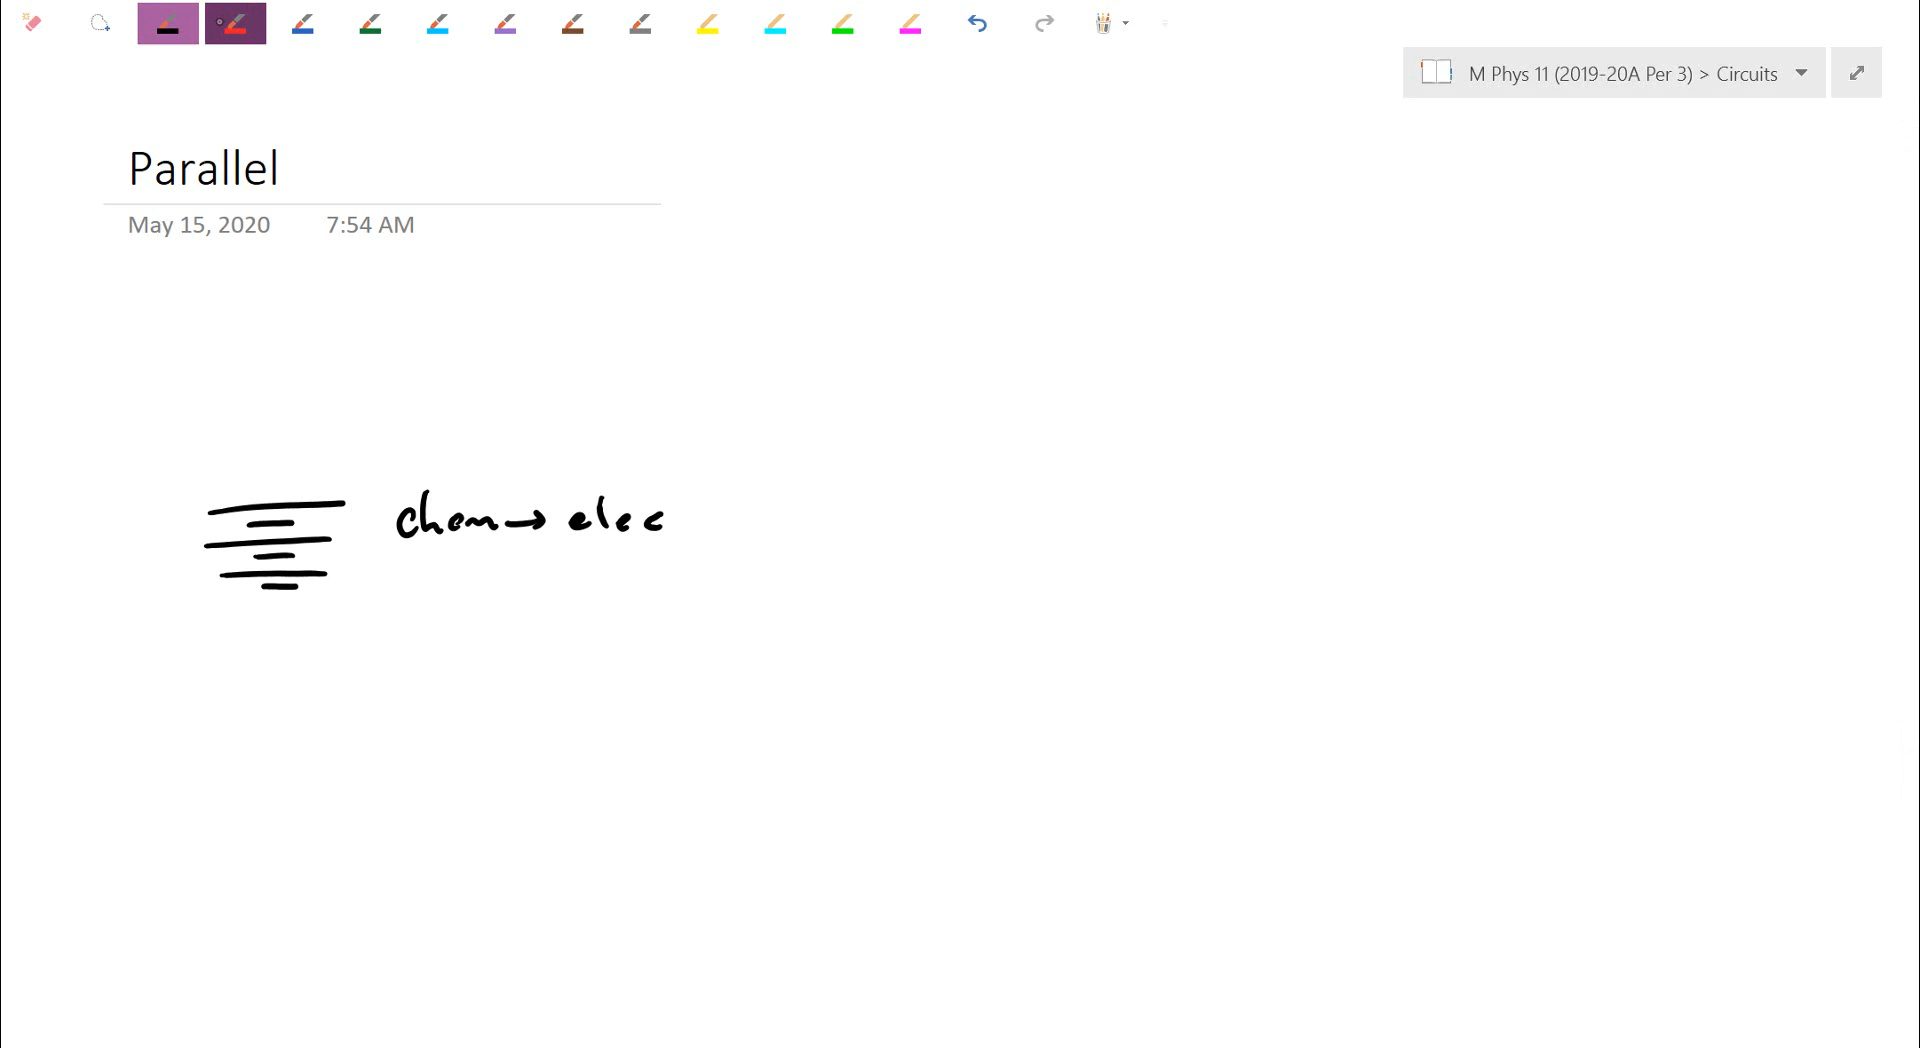 M Phys 11 (2019-20A Per 3) > Circuits
Parallel
May 15, 2020 7:54 AM
chem → elec